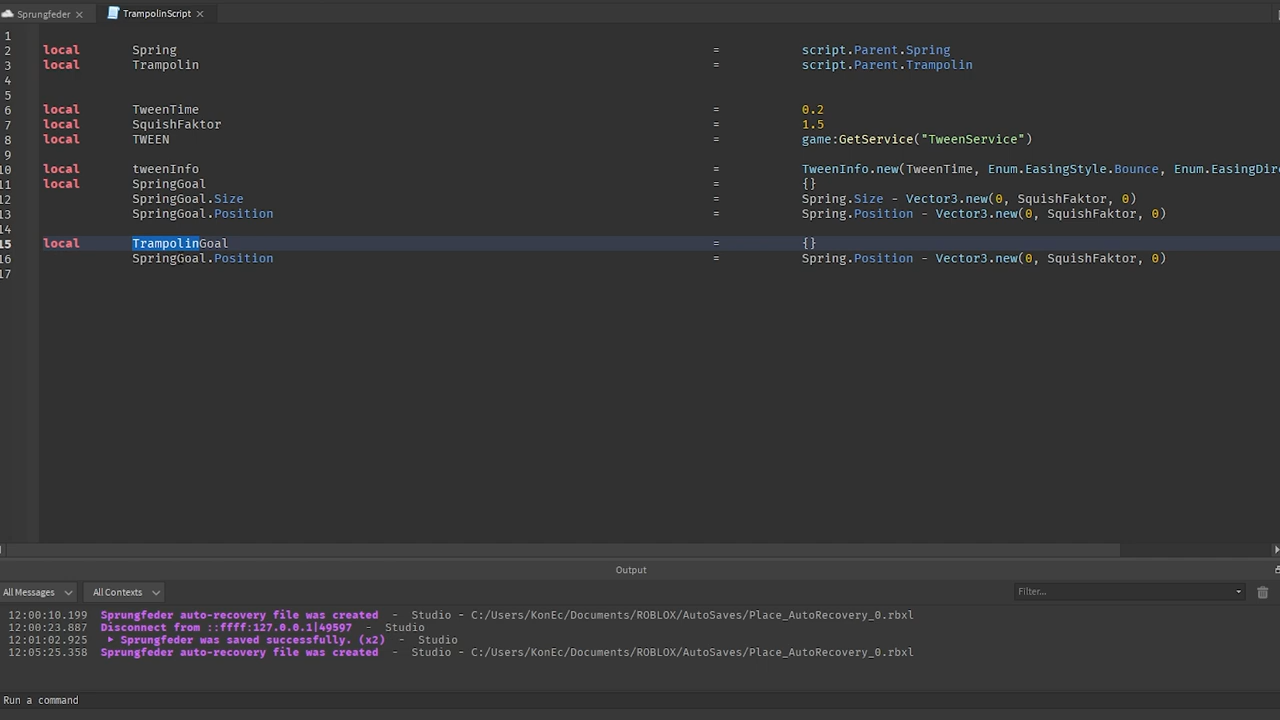 Sprungfeder
TrampolinScript
1
2 local Spring = script.Parent.Spring
3 local Trampolin = script.Parent.Trampolin
4
5
6 local TweenTime = 0.2
7 local SquishFaktor = 1.5
8 local TWEEN = game:GetService("TweenService")
9
10 local tweenInfo = TweenInfo.new(TweenTime, Enum.EasingStyle.Bounce, Enum.EasingDire
11 local SpringGoal = {}
12 SpringGoal.Size = Spring.Size - Vector3.new(0, SquishFaktor, 0)
13 SpringGoal.Position = Spring.Position - Vector3.new(0, SquishFaktor, 0)
14
15 local TrampolinGoal = {}
16 SpringGoal.Position = Spring.Position - Vector3.new(0, SquishFaktor, 0)
17
Output
All Messages All Contexts Filter...
12:00:10.199 Sprungfeder auto-recovery file was created - Studio - C:/Users/KonEc/Documents/ROBLOX/AutoSaves/Place_AutoRecovery_0.rbxl
12:00:23.887 Disconnect from ::ffff:127.0.0.1|49597 - Studio
12:01:02.925 ▶ Sprungfeder was saved successfully. (x2) - Studio
12:05:25.358 Sprungfeder auto-recovery file was created - Studio - C:/Users/KonEc/Documents/ROBLOX/AutoSaves/Place_AutoRecovery_0.rbxl
Run a command